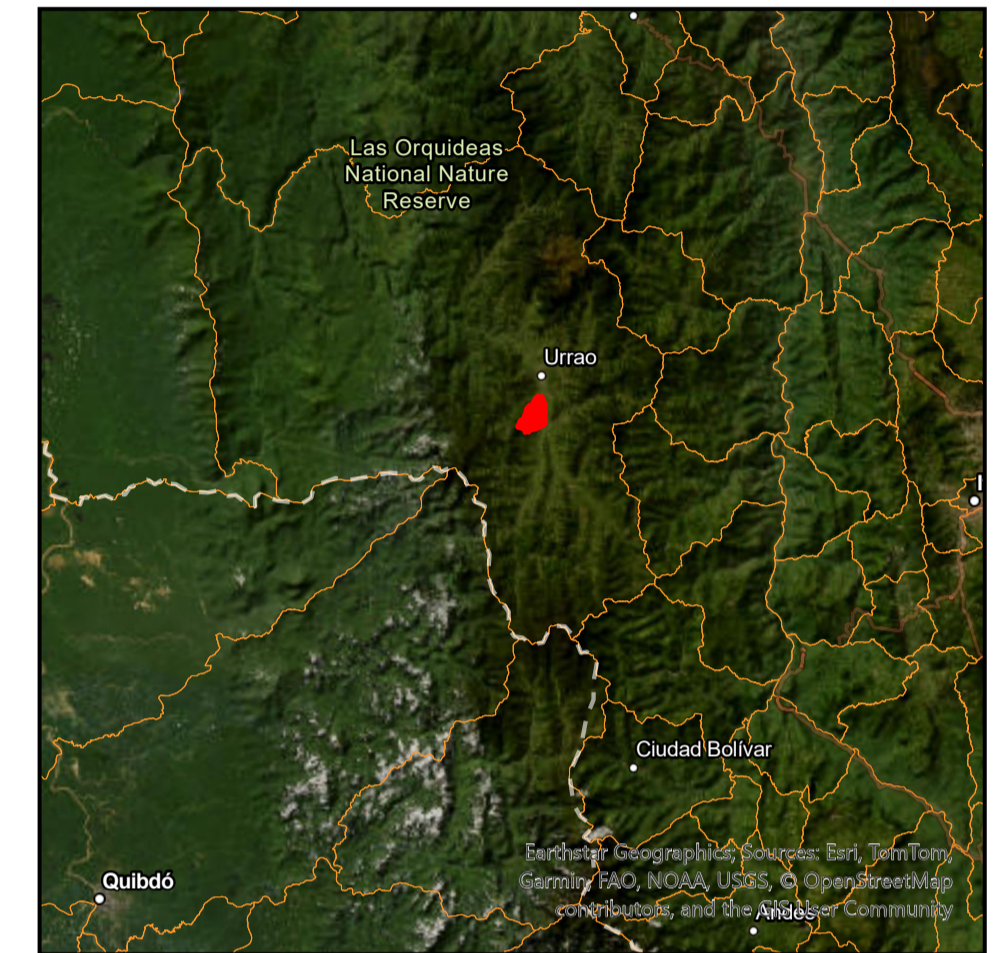 Las Orquideas
National Nature
Reserve
Urrao
Ciudad Bolívar
Earthstar Geographics; Sources: Esri, TomTom,
Garmin, FAO, NOAA, USGS, © OpenStreetMap
contributors, and the GIS User Community
Quibdó
Andes